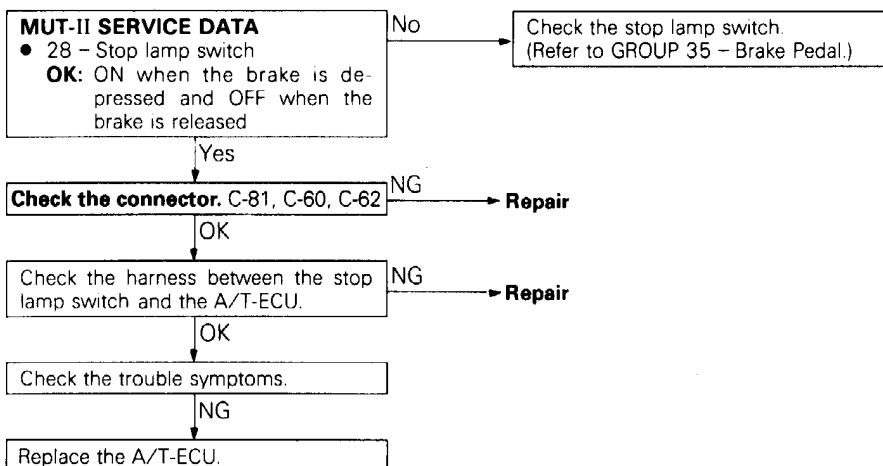 MUT-II SERVICE DATA
● 28 – Stop lamp switch
OK: ON when the brake is de-
pressed and OFF when the
brake is released
No
Check the stop lamp switch.
(Refer to GROUP 35 – Brake Pedal.)
Yes
Check the connector. C-81, C-60, C-62
NG
Repair
OK
Check the harness between the stop
lamp switch and the A/T-ECU.
NG
Repair
OK
Check the trouble symptoms.
NG
Replace the A/T-ECU.